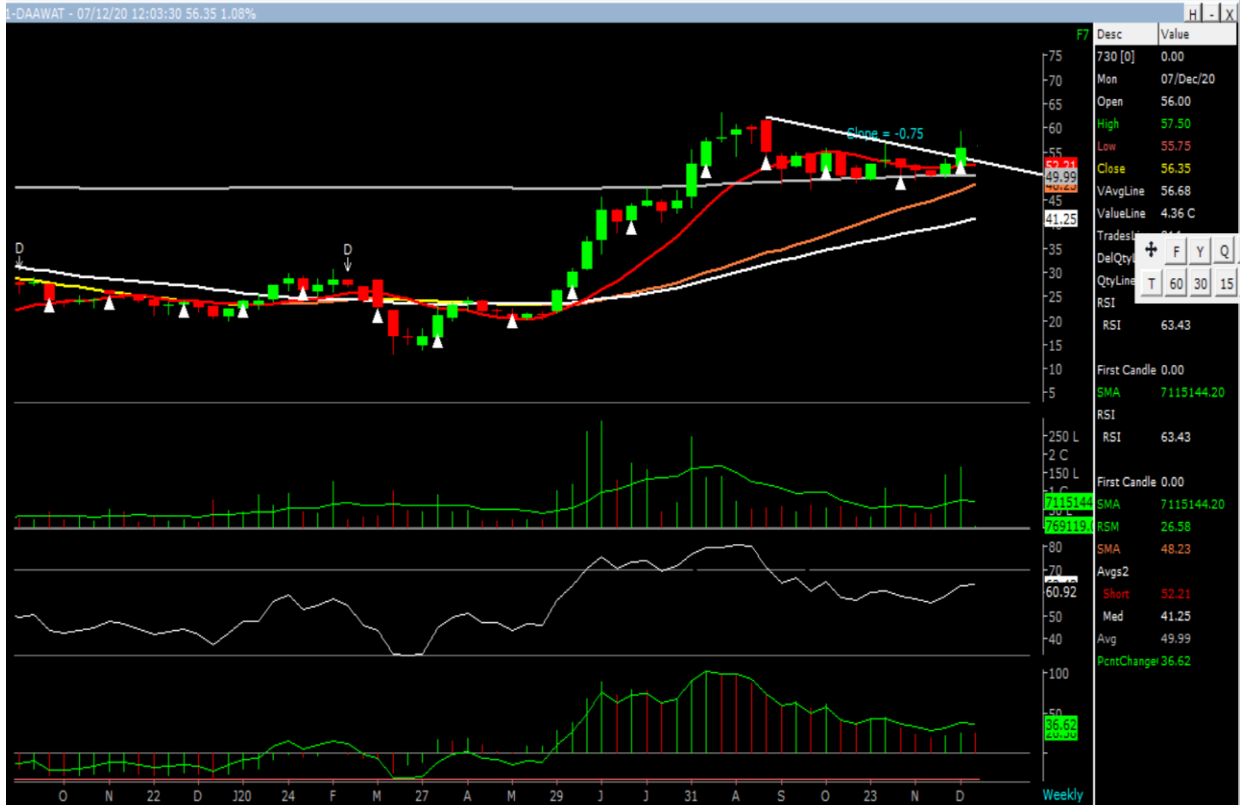 1-DAAWAT - 07/12/20 12:03:30 56.35 1.08%
H - X
F7
Desc Value
730 [0] 0.00
Mon 07/Dec/20
Open 56.00
High 57.50
Low 55.75
Close 56.35
VAvgLine 56.68
ValueLine 4.36 C
TradesLi
DelQtyL
QtyLine
RSI
RSI 63.43
First Candle 0.00
SMA 7115144.20
RSI
RSI 63.43
First Candle 0.00
SMA 7115144.20
RSM 26.58
SMA 48.23
Avgs2
Short 52.21
Med 41.25
Avg 49.99
PcntChange 36.62
F Y Q
T 60 30 15
Slope = -0.75
D
D
75
70
65
60
55
52.21
49.99
45
41.25
35
30
25
20
15
10
5
250 L
2 C
150 L
1 C
7115144
769119.0
80
70
60.92
50
40
100
50
36.62
O N 22 D J20 24 F M 27 A M 29 J J 31 A S O 23 N D
Weekly